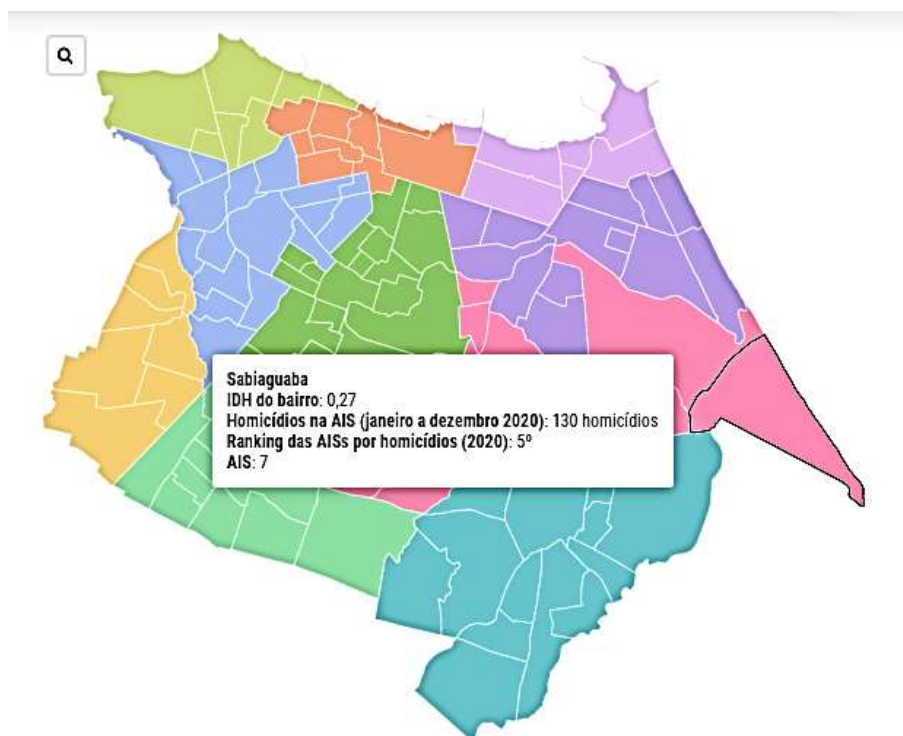 Sabiaguaba
IDH do bairro: 0,27
Homicídios na AIS (janeiro a dezembro 2020): 130 homicídios
Ranking das AISs por homicídios (2020): 5º
AIS: 7